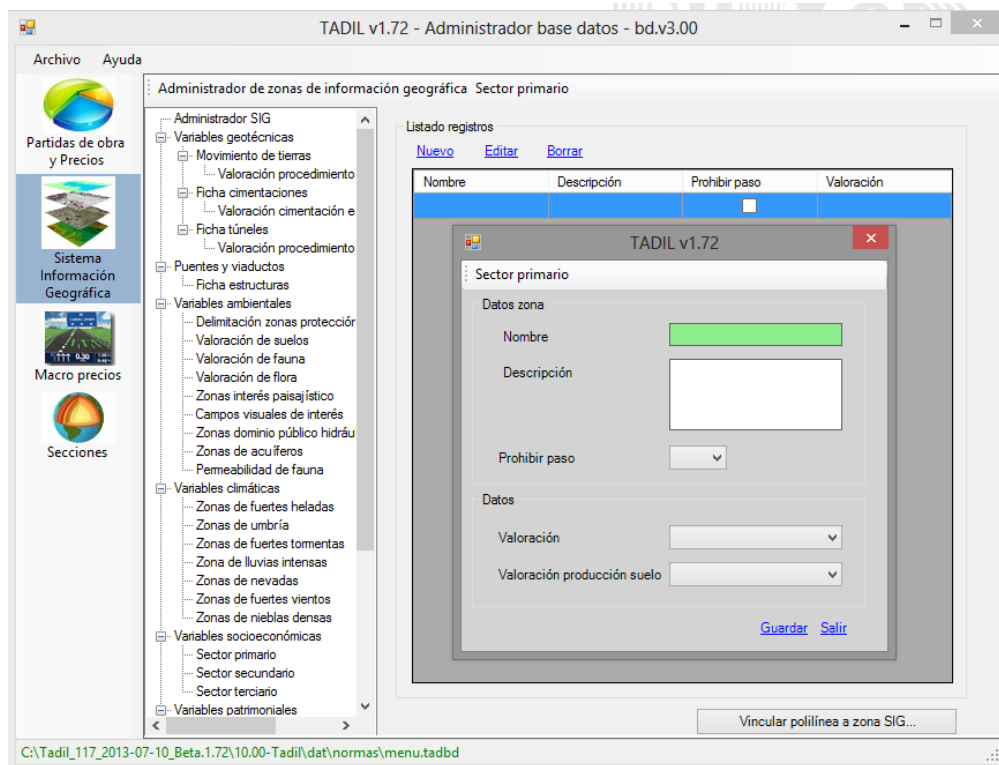 TADIL v1.72 - Administrador base datos - bd.v3.00
Archivo Ayuda
Partidas de obra
y Precios
Sistema
Información
Geográfica
Macro precios
Secciones
Administrador de zonas de información geográfica Sector primario
Administrador SIG
Variables geotécnicas
Movimiento de tierras
Valoración procedimiento
Ficha cimentaciones
Valoración cimentación e
Ficha túneles
Valoración procedimiento
Puentes y viaductos
Ficha estructuras
Variables ambientales
Delimitación zonas protección
Valoración de suelos
Valoración de fauna
Valoración de flora
Zonas interés paisajístico
Campos visuales de interés
Zonas dominio público hidráu
Zonas de acuíferos
Permeabilidad de fauna
Variables climáticas
Zonas de fuertes heladas
Zonas de umbría
Zonas de fuertes tormentas
Zona de lluvias intensas
Zonas de nevadas
Zonas de fuertes vientos
Zonas de nieblas densas
Variables socioeconómicas
Sector primario
Sector secundario
Sector terciario
Variables patrimoniales
Listado registros
Nuevo Editar Borrar
Nombre Descripción Prohibir paso Valoración
TADIL v1.72
Sector primario
Datos zona
Nombre
Descripción
Prohibir paso
Datos
Valoración
Valoración producción suelo
Guardar Salir
Vincular polilínea a zona SIG...
C:\Tadil_117_2013-07-10_Beta.1.72\10.00-Tadil\dat\normas\menu.tadbd